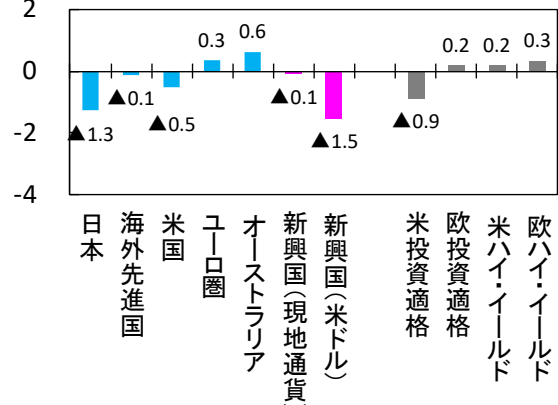 2
0
-2
-4
0.3
0.6
0.2
0.2
0.3
▲1.3
▲0.1
▲0.5
▲0.1
▲1.5
▲0.9
日本
海外先進国
米国
ユーロ圏
オーストラリア
新興国(現地通貨)
新興国(米ドル)
米投資適格
欧投資適格
米ハイ・イールド
欧ハイ・イールド